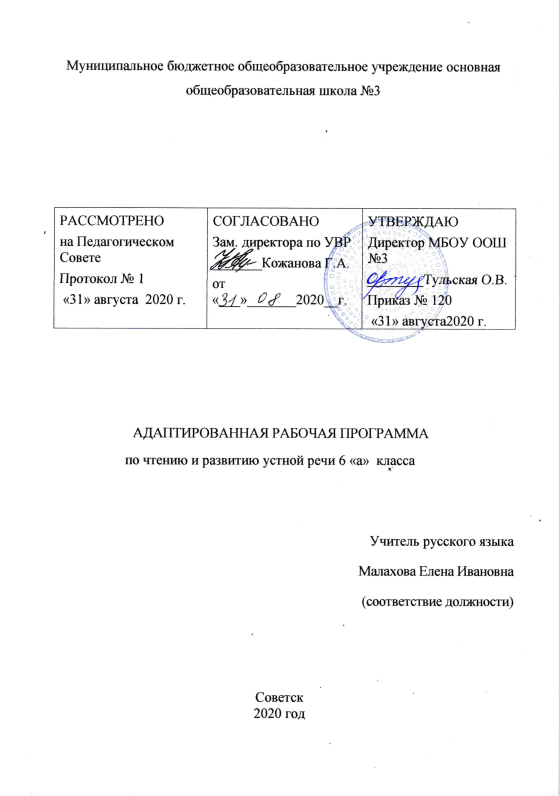 Муниципальное бюджетное общеобразовательное учреждение основная
общеобразовательная школа №3
РАССМОТРЕНО
на Педагогическом
Совете
Протокол № 1
«31» августа 2020 г.
СОГЛАСОВАНО
Зам. директора по УВР
Кожанова Г.А.
от
«31»_08_2020__г.
УТВЕРЖДАЮ
Директор МБОУ ООШ
№3
Тульская О.В.
Приказ № 120
«31» августа2020 г.
АДАПТИРОВАННАЯ РАБОЧАЯ ПРОГРАММА
по чтению и развитию устной речи 6 «а» класса
Учитель русского языка
Малахова Елена Ивановна
(соответствие должности)
Советск
2020 год